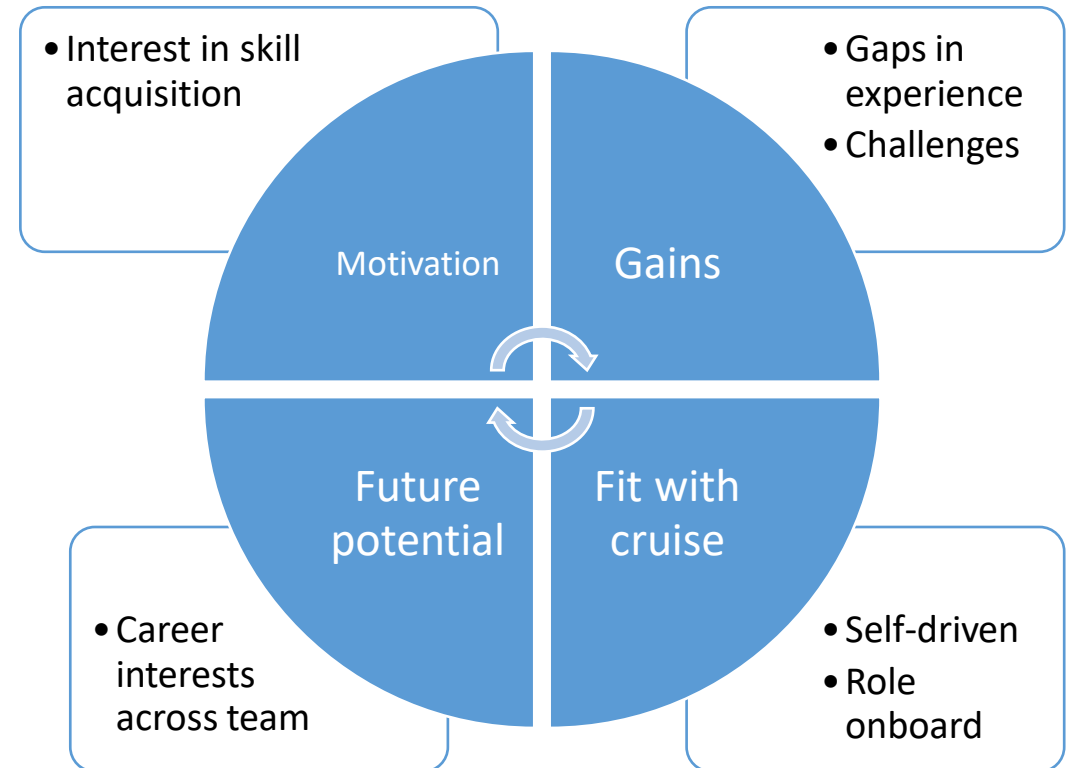 • Interest in skill
acquisition
• Gaps in
experience
• Challenges
Motivation
Gains
Future
potential
Fit with
cruise
• Career
interests
across team
• Self-driven
• Role
onboard